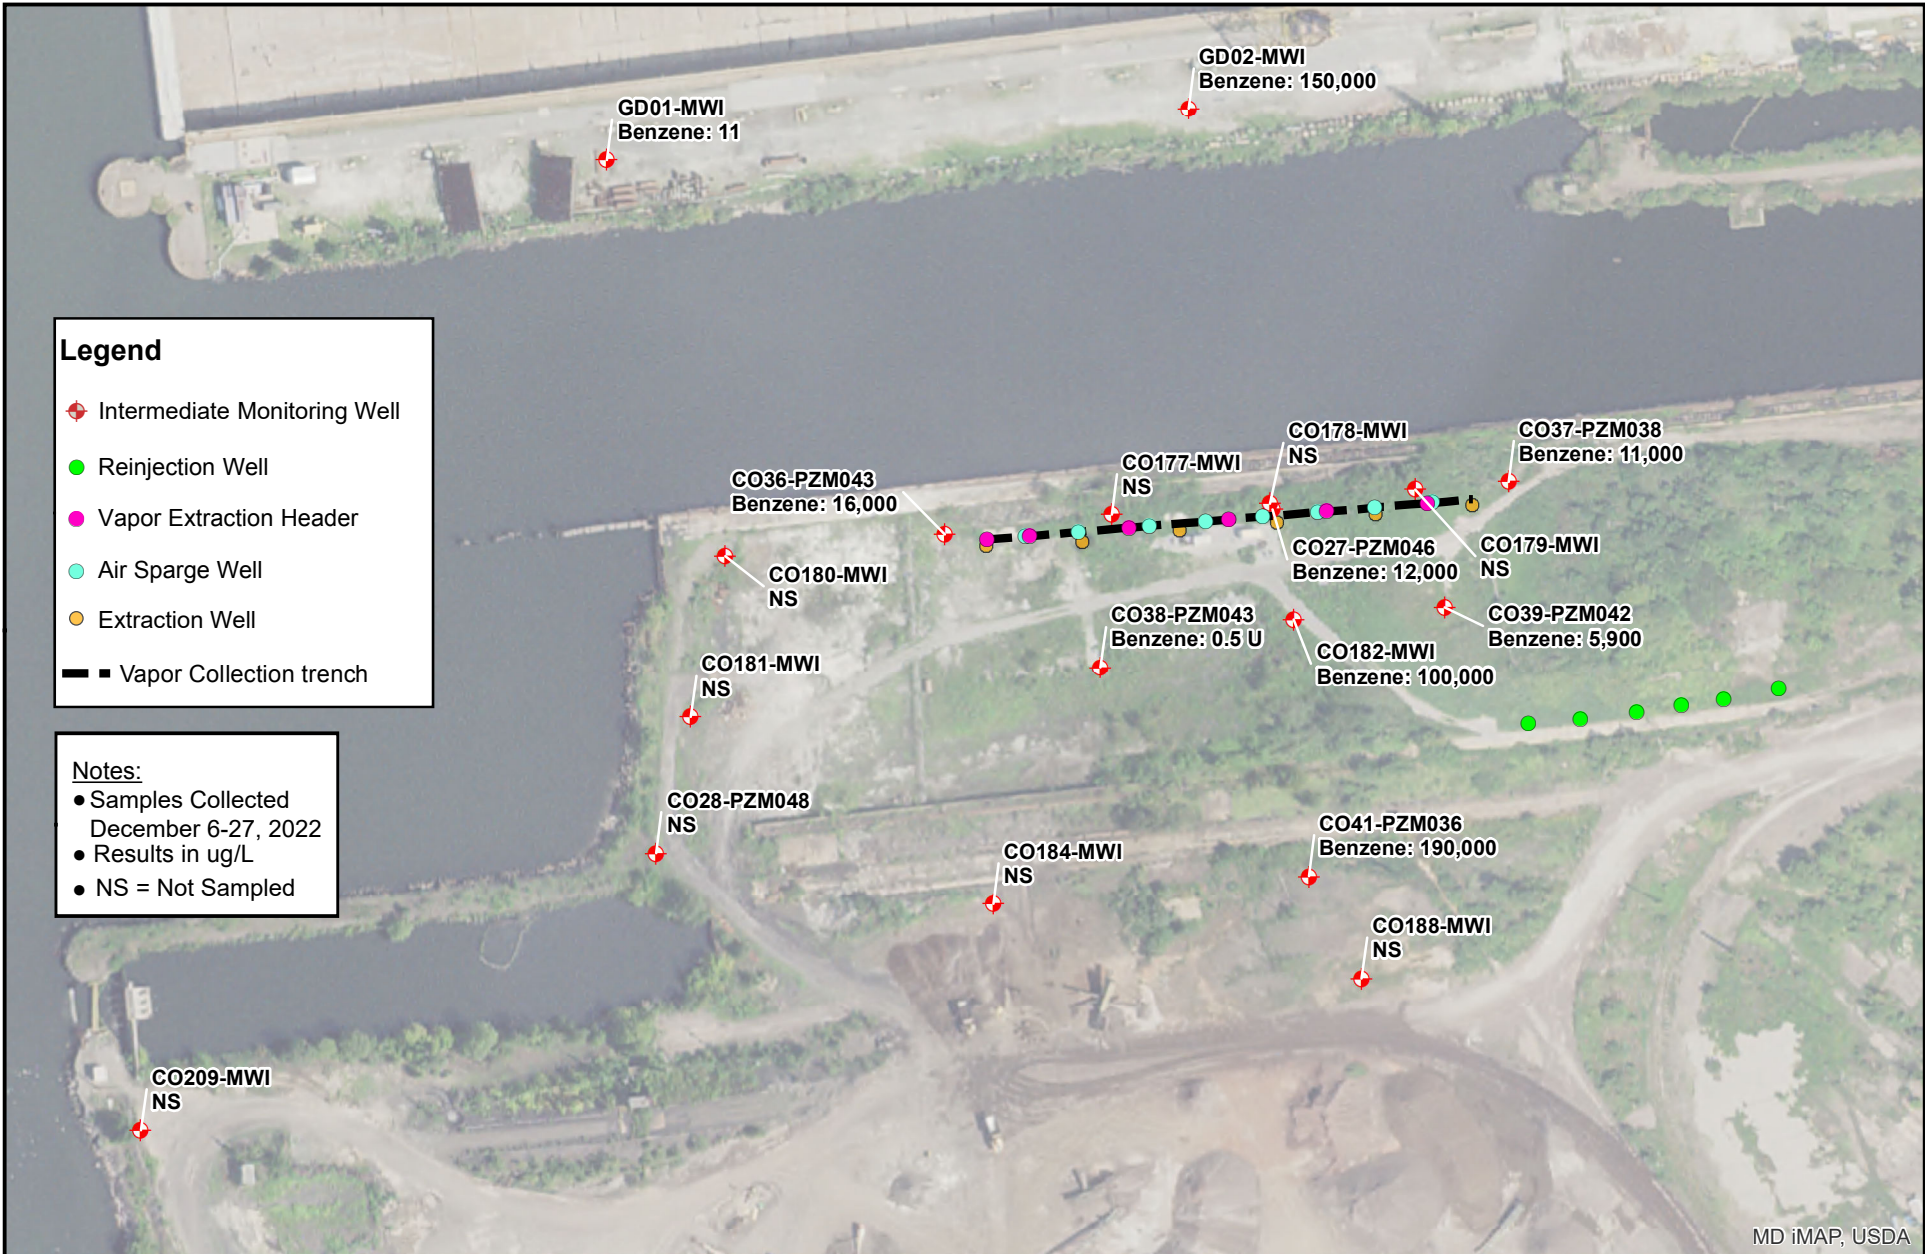 GD02-MWI
Benzene: 150,000
GD01-MWI
Benzene: 11
Legend
Intermediate Monitoring Well
Reinjection Well
Vapor Extraction Header
Air Sparge Well
Extraction Well
Vapor Collection trench
CO178-MWI
NS
CO37-PZM038
Benzene: 11,000
CO177-MWI
NS
CO36-PZM043
Benzene: 16,000
CO27-PZM046
Benzene: 12,000
CO179-MWI
NS
CO180-MWI
NS
CO38-PZM043
Benzene: 0.5 U
CO39-PZM042
Benzene: 5,900
CO182-MWI
Benzene: 100,000
CO181-MWI
NS
Notes:
● Samples Collected
December 6-27, 2022
● Results in ug/L
● NS = Not Sampled
CO28-PZM048
NS
CO184-MWI
NS
CO41-PZM036
Benzene: 190,000
CO188-MWI
NS
CO209-MWI
NS
MD iMAP, USDA